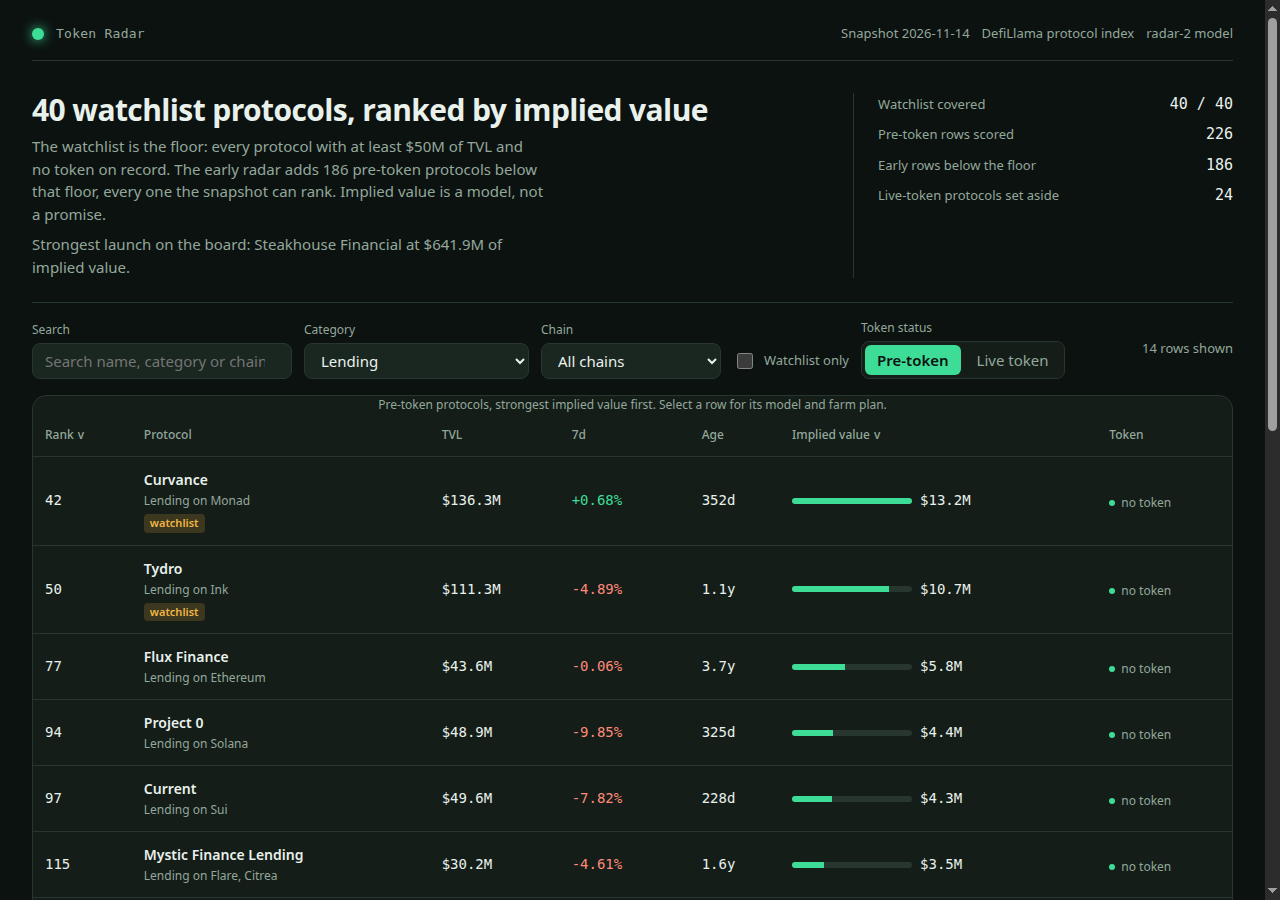 Token Radar
Snapshot 2026-11-14 DefiLlama protocol index radar-2 model
40 watchlist protocols, ranked by implied value
The watchlist is the floor: every protocol with at least $50M of TVL and
no token on record. The early radar adds 186 pre-token protocols below
that floor, every one the snapshot can rank. Implied value is a model, not
a promise.
Strongest launch on the board: Steakhouse Financial at $641.9M of
implied value.
Watchlist covered 40 / 40
Pre-token rows scored 226
Early rows below the floor 186
Live-token protocols set aside 24
Search Category Chain Token status
Search name, category or chain Lending All chains Watchlist only Pre-token Live token 14 rows shown
Pre-token protocols, strongest implied value first. Select a row for its model and farm plan.
Rank v Protocol TVL 7d Age Implied value v Token
Curvance
Lending on Monad
watchlist
42 $136.3M +0.68% 352d $13.2M no token
Tydro
Lending on Ink
watchlist
50 $111.3M -4.89% 1.1y $10.7M no token
Flux Finance
Lending on Ethereum
77 $43.6M -0.06% 3.7y $5.8M no token
Project 0
Lending on Solana
94 $48.9M -9.85% 325d $4.4M no token
Current
Lending on Sui
97 $49.6M -7.82% 228d $4.3M no token
Mystic Finance Lending
Lending on Flare, Citrea
115 $30.2M -4.61% 1.6y $3.5M no token